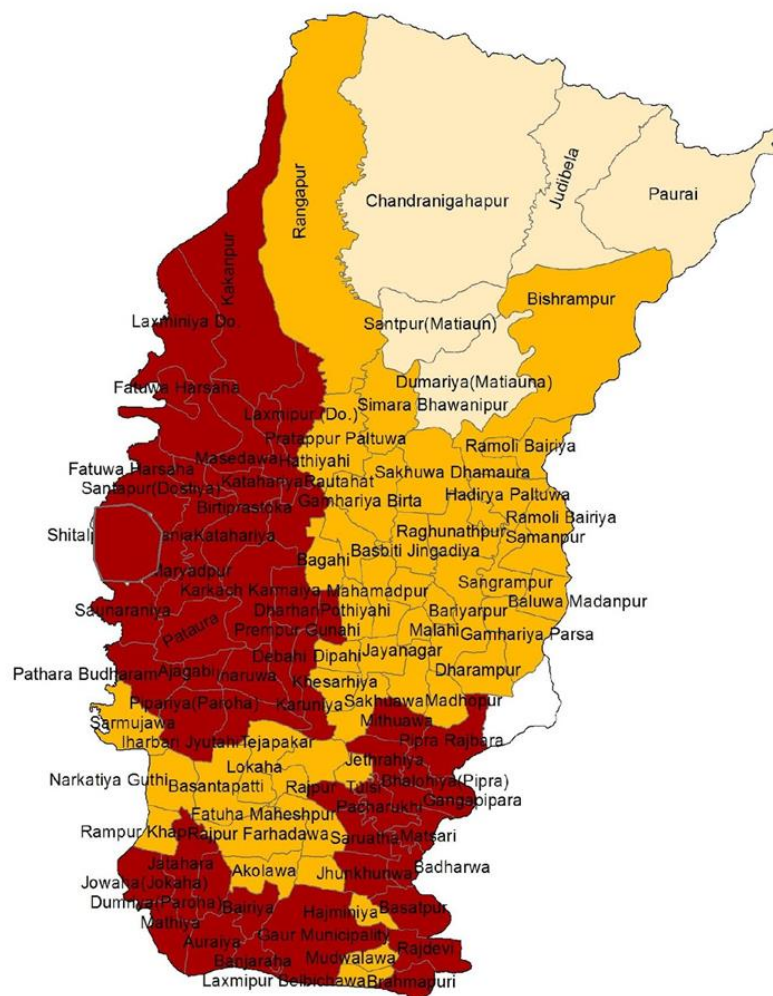 Rangapur
Chandranigahapur
Judibela
Paurai
Kakanpur
Bishrampur
Laxminiya Do.
Santpur(Matiaun)
Fatuwa Harsaha
Dumariya(Matiauna)
Simara Bhawanipur
Laxmipur (Do.)
Pratappur Paltuwa
Ramoli Bairiya
Masedawa
Hathiyahi
Fatuwa Harsaha
Sakhuwa Dhamaura
Santapur(Dostiya)
Katahariya
Rautahat
Hadirya Paltuwa
Birtiprastoka
Gamhariya Birta
Ramoli Bairiya
Katahariya
Raghunathpur
Samanpur
Basbiti Jingadiya
Bagahi
Maryadpur
Sangrampur
Karkach Karmaiya
Mahamadpur
Baluwa Madanpur
Saunaraniya
Dharhari
Pothiyahi
Bariyarpur
Pataura
Prempur Gunahi
Malahi
Gamhariya Parsa
Debahi
Dipahi
Jayanagar
Pathara Budharam
Ajagabi
Inaruwa
Khesarhiya
Dharampur
Pipariya(Paroha)
Karuniya
Sakhuawa
Madhopur
Sarmujawa
Mithuawa
Iharbari Jyutahi
Tejapakar
Pipra Rajbara
Lokaha
Jethrahiya
Narkatiya Guthi
Basantapatti
Rajpur Tulsi
Bhalohiya(Pipra)
Pacharukhi
Gangapipara
Fatuha Maheshpur
Rampur Khap
Rajpur Farhadawa
Saruatha
Matsari
Jatahara
Akolawa
Jhunkhunwa
Badharwa
Jowaha(Jokaha)
Dumriya(Paroha)
Bairiya
Hajminiya
Basatpur
Mathiya
Auraiya
Gaur Municipality
Rajdevi
Banjaraha
Mudwalawa
Laxmipur Belbichawa
Brahmapuri